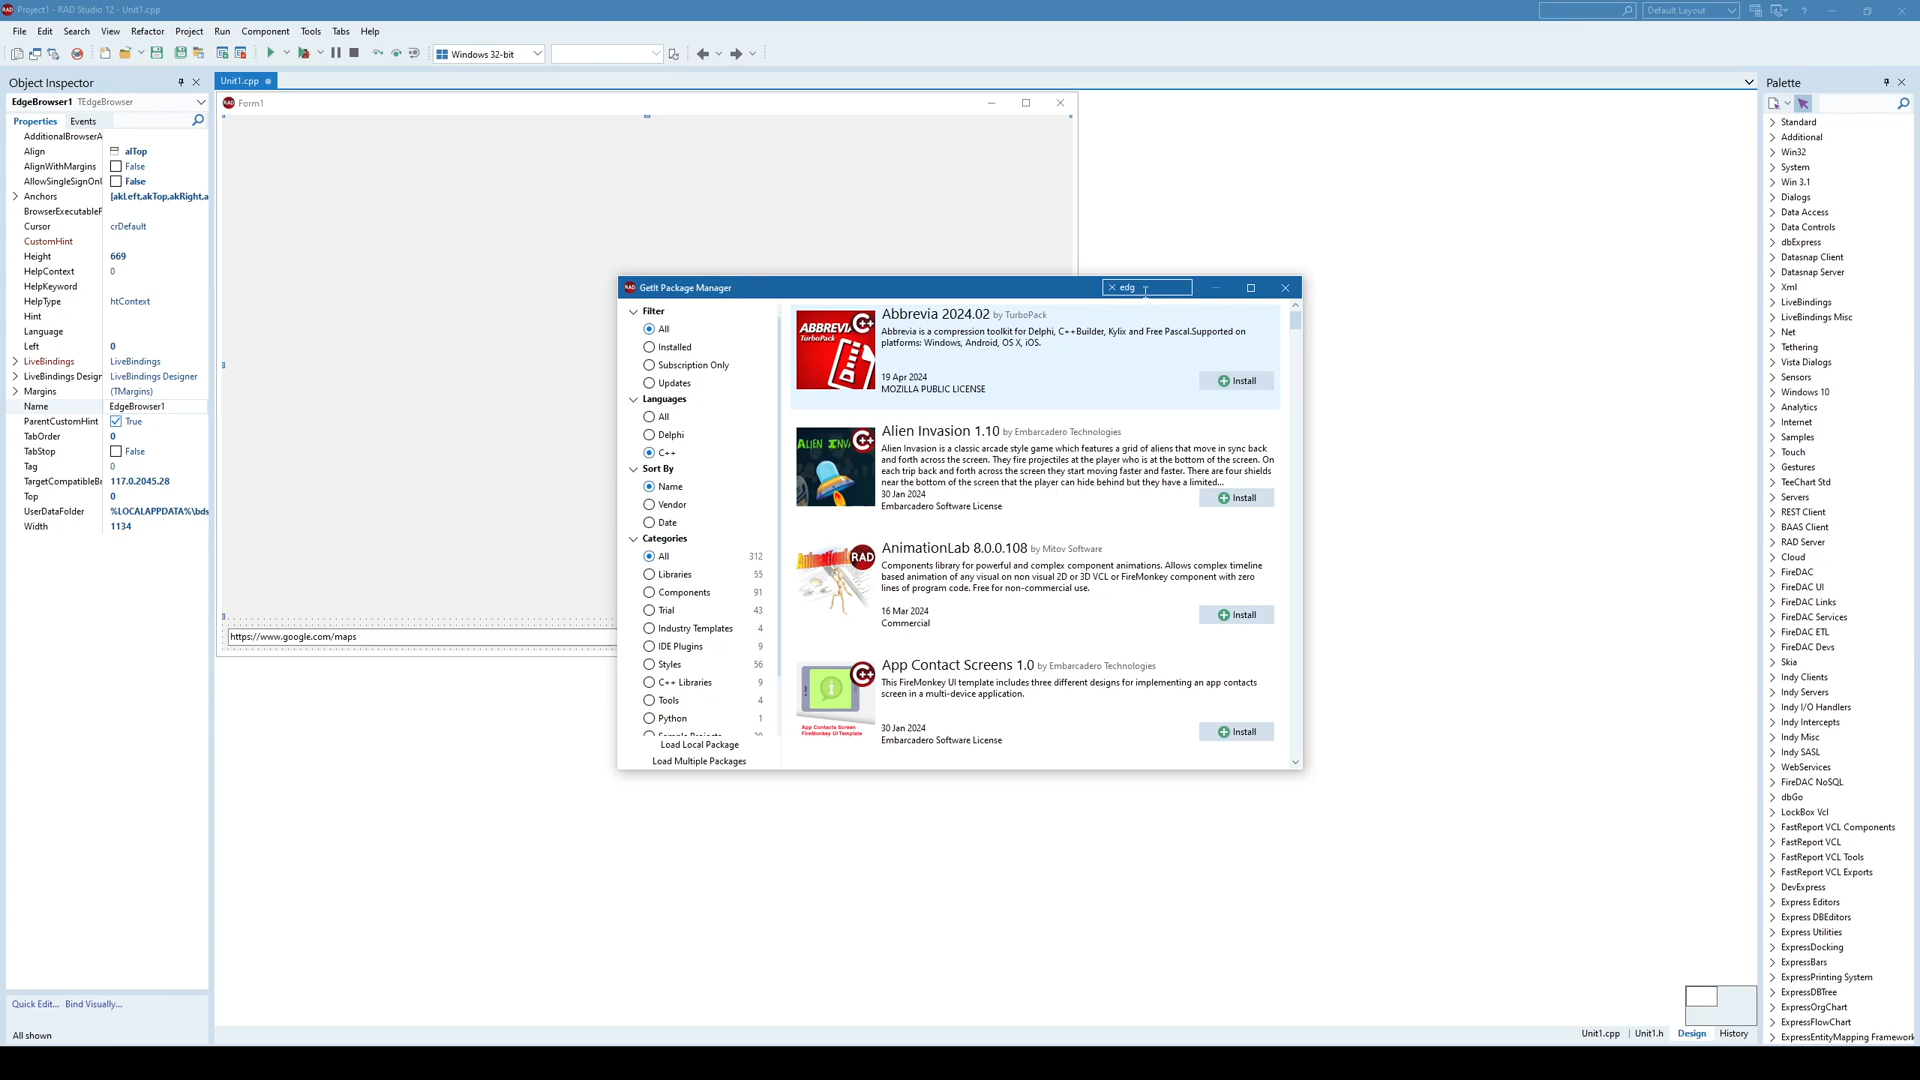 Project1 - RAD Studio 12 - Unit1.cpp
Default Layout
File Edit Search View Refactor Project Run Component Tools Tabs Help
Windows 32-bit
Object Inspector
EdgeBrowser1 TEdgeBrowser
Properties Events
AdditionalBrowserA
Align alTop
AlignWithMargins False
AllowSingleSignOnU False
Anchors [akLeft,akTop,akRight,a
BrowserExecutableF
Cursor crDefault
CustomHint
Height 669
HelpContext 0
HelpKeyword
HelpType htContext
Hint
Language
Left 0
LiveBindings LiveBindings
LiveBindings Design LiveBindings Designer
Margins (TMargins)
Name EdgeBrowser1
ParentCustomHint True
TabOrder 0
TabStop False
Tag 0
TargetCompatibleBr 117.0.2045.28
Top 0
UserDataFolder %LOCALAPPDATA%\bds
Width 1134
Quick Edit... Bind Visually...
All shown
Unit1.cpp
Form1
https://www.google.com/maps
GetIt Package Manager
edg
Filter
All
Installed
Subscription Only
Updates
Languages
All
Delphi
C++
Sort By
Name
Vendor
Date
Categories
All 312
Libraries 55
Components 91
Trial 43
Industry Templates 4
IDE Plugins 9
Styles 56
C++ Libraries 9
Tools 4
Python 1
Load Local Package
Load Multiple Packages
ABBREVIA
TurboPack
Abbrevia 2024.02 by TurboPack
Abbrevia is a compression toolkit for Delphi, C++Builder, Kylix and Free Pascal.Supported on
platforms: Windows, Android, OS X, iOS.
19 Apr 2024
MOZILLA PUBLIC LICENSE
Install
Alien Invasion 1.10 by Embarcadero Technologies
Alien Invasion is a classic arcade style game which features a grid of aliens that move in sync back
and forth across the screen. They fire projectiles at the player who is at the bottom of the screen. On
each trip back and forth across the screen they start moving faster and faster. There are four shields
near the bottom of the screen that the player can hide behind but they have a limited...
30 Jan 2024
Embarcadero Software License
Install
AnimationLab 8.0.0.108 by Mitov Software
Components library for powerful and complex component animations. Allows complex timeline
based animation of any visual on non visual 2D or 3D VCL or FireMonkey component with zero
lines of program code. Free for non-commercial use.
16 Mar 2024
Commercial
Install
App Contact Screens 1.0 by Embarcadero Technologies
This FireMonkey UI template includes three different designs for implementing an app contacts
screen in a multi-device application.
App Contacts Screen
FireMonkey UI Template
30 Jan 2024
Embarcadero Software License
Install
Palette
Standard
Additional
Win32
System
Win 3.1
Dialogs
Data Access
Data Controls
dbExpress
Datasnap Client
Datasnap Server
Xml
LiveBindings
LiveBindings Misc
Net
Tethering
Vista Dialogs
Sensors
Windows 10
Analytics
Internet
Samples
Touch
Gestures
TeeChart Std
Servers
REST Client
BAAS Client
RAD Server
Cloud
FireDAC
FireDAC UI
FireDAC Links
FireDAC Services
FireDAC ETL
FireDAC Devs
Skia
Indy Clients
Indy Servers
Indy I/O Handlers
Indy Intercepts
Indy Misc
Indy SASL
WebServices
FireDAC NoSQL
dbGo
LockBox Vcl
FastReport VCL Components
FastReport VCL
FastReport VCL Tools
FastReport VCL Exports
DevExpress
Express Editors
Express DBEditors
Express Utilities
ExpressDocking
ExpressBars
ExpressPrinting System
ExpressDBTree
ExpressOrgChart
ExpressFlowChart
ExpressEntityMapping Framework
Unit1.cpp Unit1.h Design History